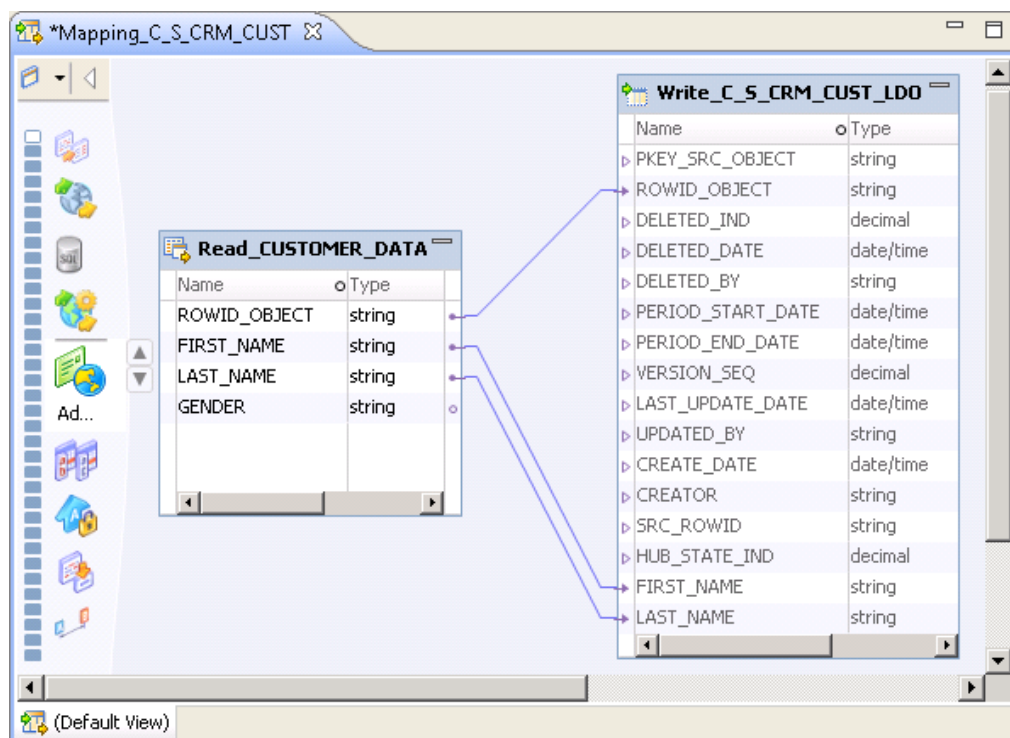 *Mapping_C_S_CRM_CUST
Write_C_S_CRM_CUST_LDO
Name Type
PKEY_SRC_OBJECT string
ROWID_OBJECT string
DELETED_IND decimal
DELETED_DATE date/time
DELETED_BY string
PERIOD_START_DATE date/time
PERIOD_END_DATE date/time
VERSION_SEQ decimal
LAST_UPDATE_DATE date/time
UPDATED_BY string
CREATE_DATE date/time
CREATOR string
SRC_ROWID string
HUB_STATE_IND decimal
FIRST_NAME string
LAST_NAME string
Read_CUSTOMER_DATA
Name Type
ROWID_OBJECT string
FIRST_NAME string
LAST_NAME string
GENDER string
SQL
Ad...
(Default View)